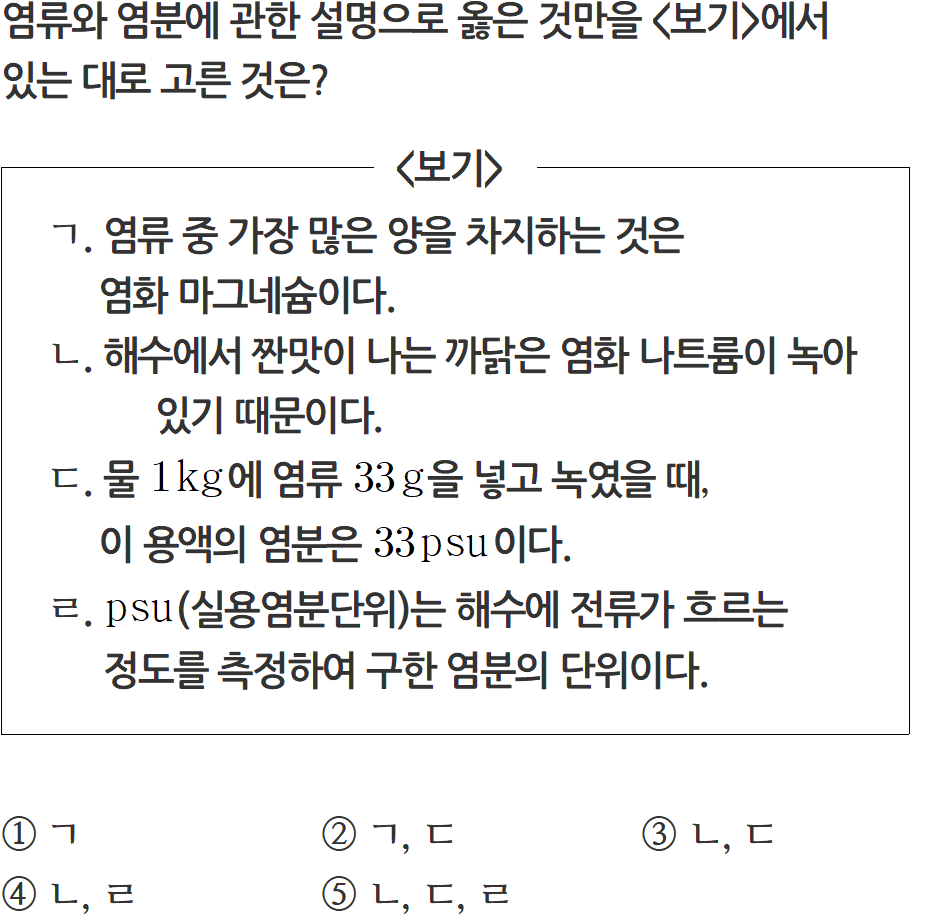 염류와 염분에 관한 설명으로 옳은 것만을 <보기>에서
있는 대로 고른 것은?
<보기>
ㄱ. 염류 중 가장 많은 양을 차지하는 것은
염화 마그네슘이다.
ㄴ. 해수에서 짠맛이 나는 까닭은 염화 나트륨이 녹아
있기 때문이다.
ㄷ. 물 1kg에 염류 33g을 넣고 녹였을 때,
이 용액의 염분은 33psu이다.
ㄹ. psu(실용염분단위)는 해수에 전류가 흐르는
정도를 측정하여 구한 염분의 단위이다.
① ㄱ ② ㄱ, ㄷ ③ ㄴ, ㄷ
④ ㄴ, ㄹ ⑤ ㄴ, ㄷ, ㄹ